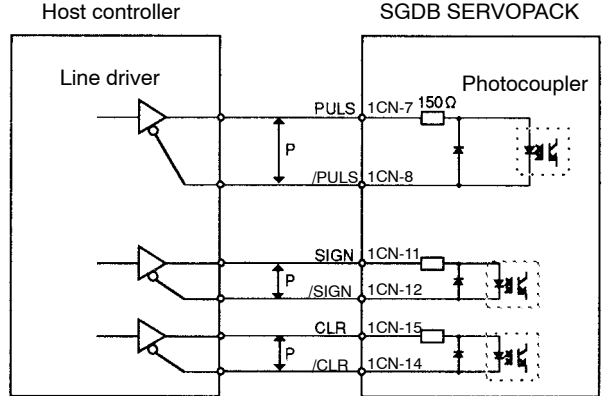 Host controller
SGDB SERVOPACK
Line driver
Photocoupler
PULS 1CN-7 150Ω
P
/PULS 1CN-8
SIGN 1CN-11
P
/SIGN 1CN-12
CLR 1CN-15
P
/CLR 1CN-14